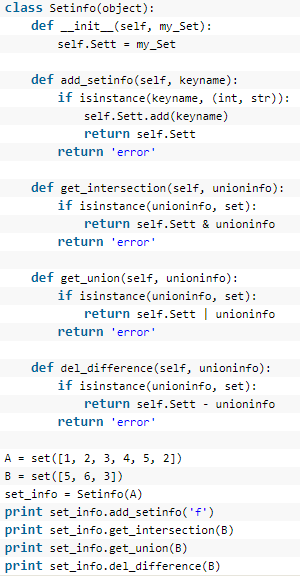 class Setinfo(object):
    def __init__(self, my_Set):
        self.Sett = my_Set

    def add_setinfo(self, keyname):
        if isinstance(keyname, (int, str)):
            self.Sett.add(keyname)
            return self.Sett
        return 'error'

    def get_intersection(self, unioninfo):
        if isinstance(unioninfo, set):
            return self.Sett & unioninfo
        return 'error'

    def get_union(self, unioninfo):
        if isinstance(unioninfo, set):
            return self.Sett | unioninfo
        return 'error'

    def del_difference(self, unioninfo):
        if isinstance(unioninfo, set):
            return self.Sett - unioninfo
        return 'error'

A = set([1, 2, 3, 4, 5, 2])
B = set([5, 6, 3])
set_info = Setinfo(A)
print set_info.add_setinfo('f')
print set_info.get_intersection(B)
print set_info.get_union(B)
print set_info.del_difference(B)